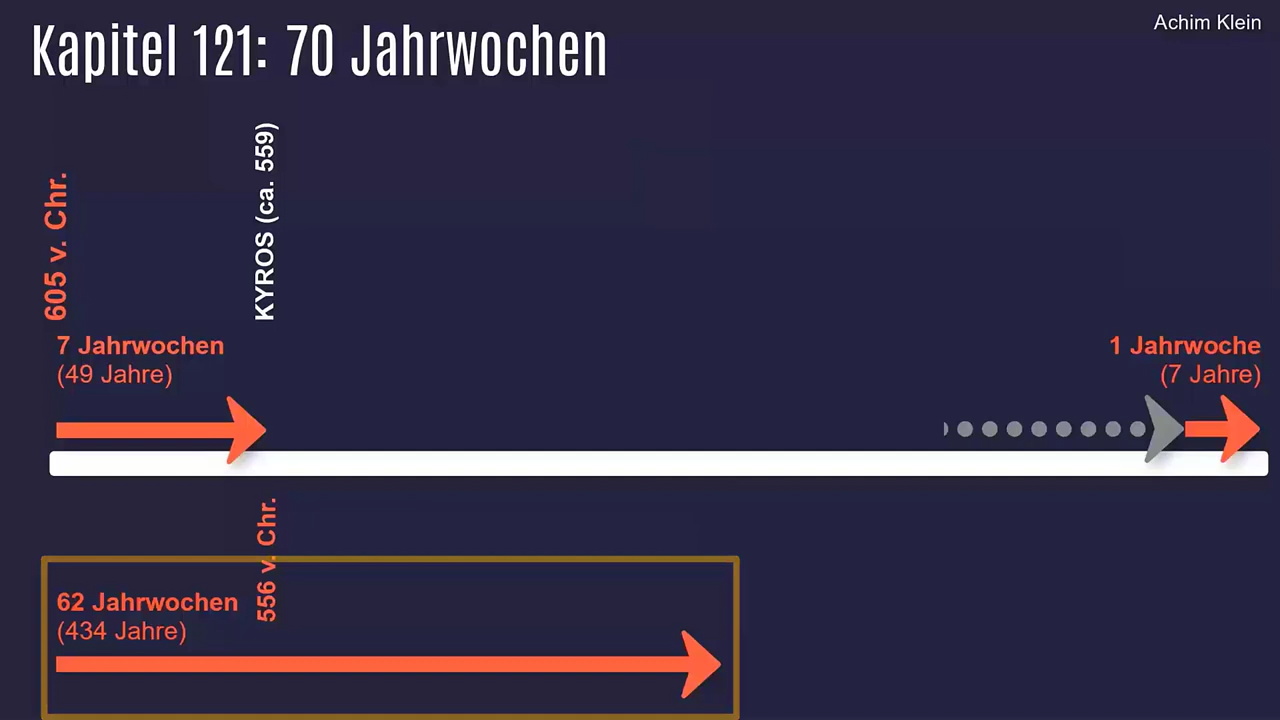 Kapitel 121: 70 Jahrwochen
Achim Klein
605 v. Chr.
KYROS (ca. 559)
7 Jahrwochen
(49 Jahre)
1 Jahrwoche
(7 Jahre)
556 v. Chr.
62 Jahrwochen
(434 Jahre)